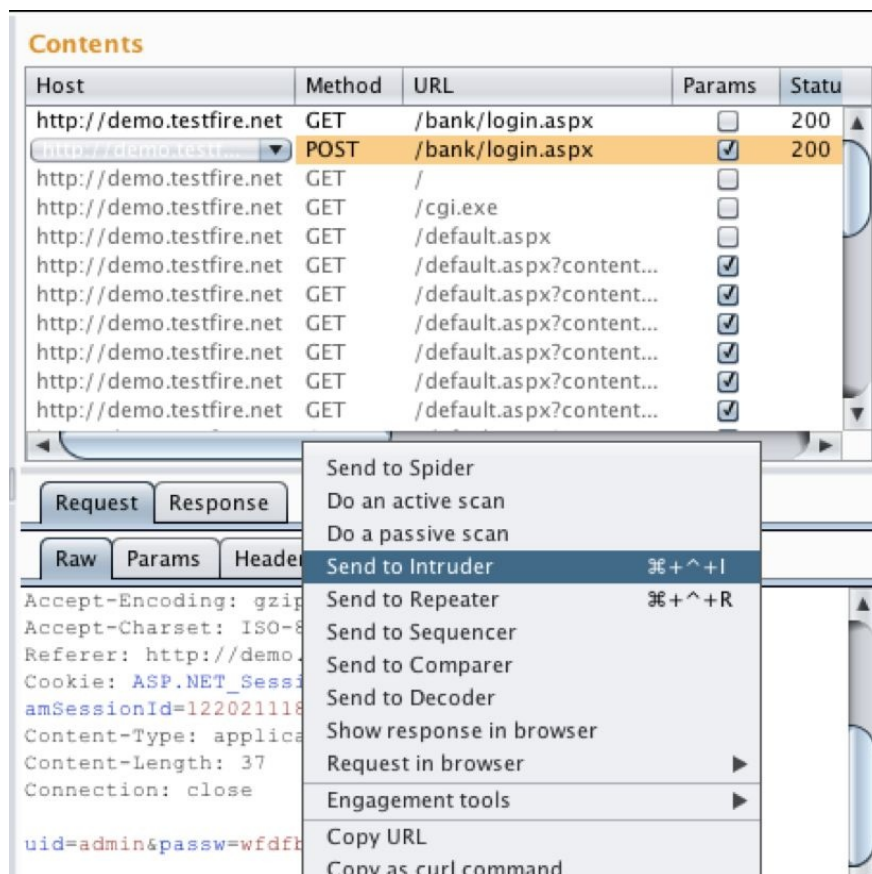 Contents
Host Method URL Params Statu
http://demo.testfire.net GET /bank/login.aspx 200
http://demo.testf... POST /bank/login.aspx 200
http://demo.testfire.net GET /
http://demo.testfire.net GET /cgi.exe
http://demo.testfire.net GET /default.aspx
http://demo.testfire.net GET /default.aspx?content...
http://demo.testfire.net GET /default.aspx?content...
http://demo.testfire.net GET /default.aspx?content...
http://demo.testfire.net GET /default.aspx?content...
http://demo.testfire.net GET /default.aspx?content...
http://demo.testfire.net GET /default.aspx?content...
Request Response
Raw Params Header
Accept-Encoding: gzip
Accept-Charset: ISO-8
Referer: http://demo.
Cookie: ASP.NET_Sessi
amSessionId=122021118
Content-Type: applica
Content-Length: 37
Connection: close
uid=admin&passw=wfdfb
Send to Spider
Do an active scan
Do a passive scan
Send to Intruder ⌘+^+I
Send to Repeater ⌘+^+R
Send to Sequencer
Send to Comparer
Send to Decoder
Show response in browser
Request in browser
Engagement tools
Copy URL
Copy as curl command